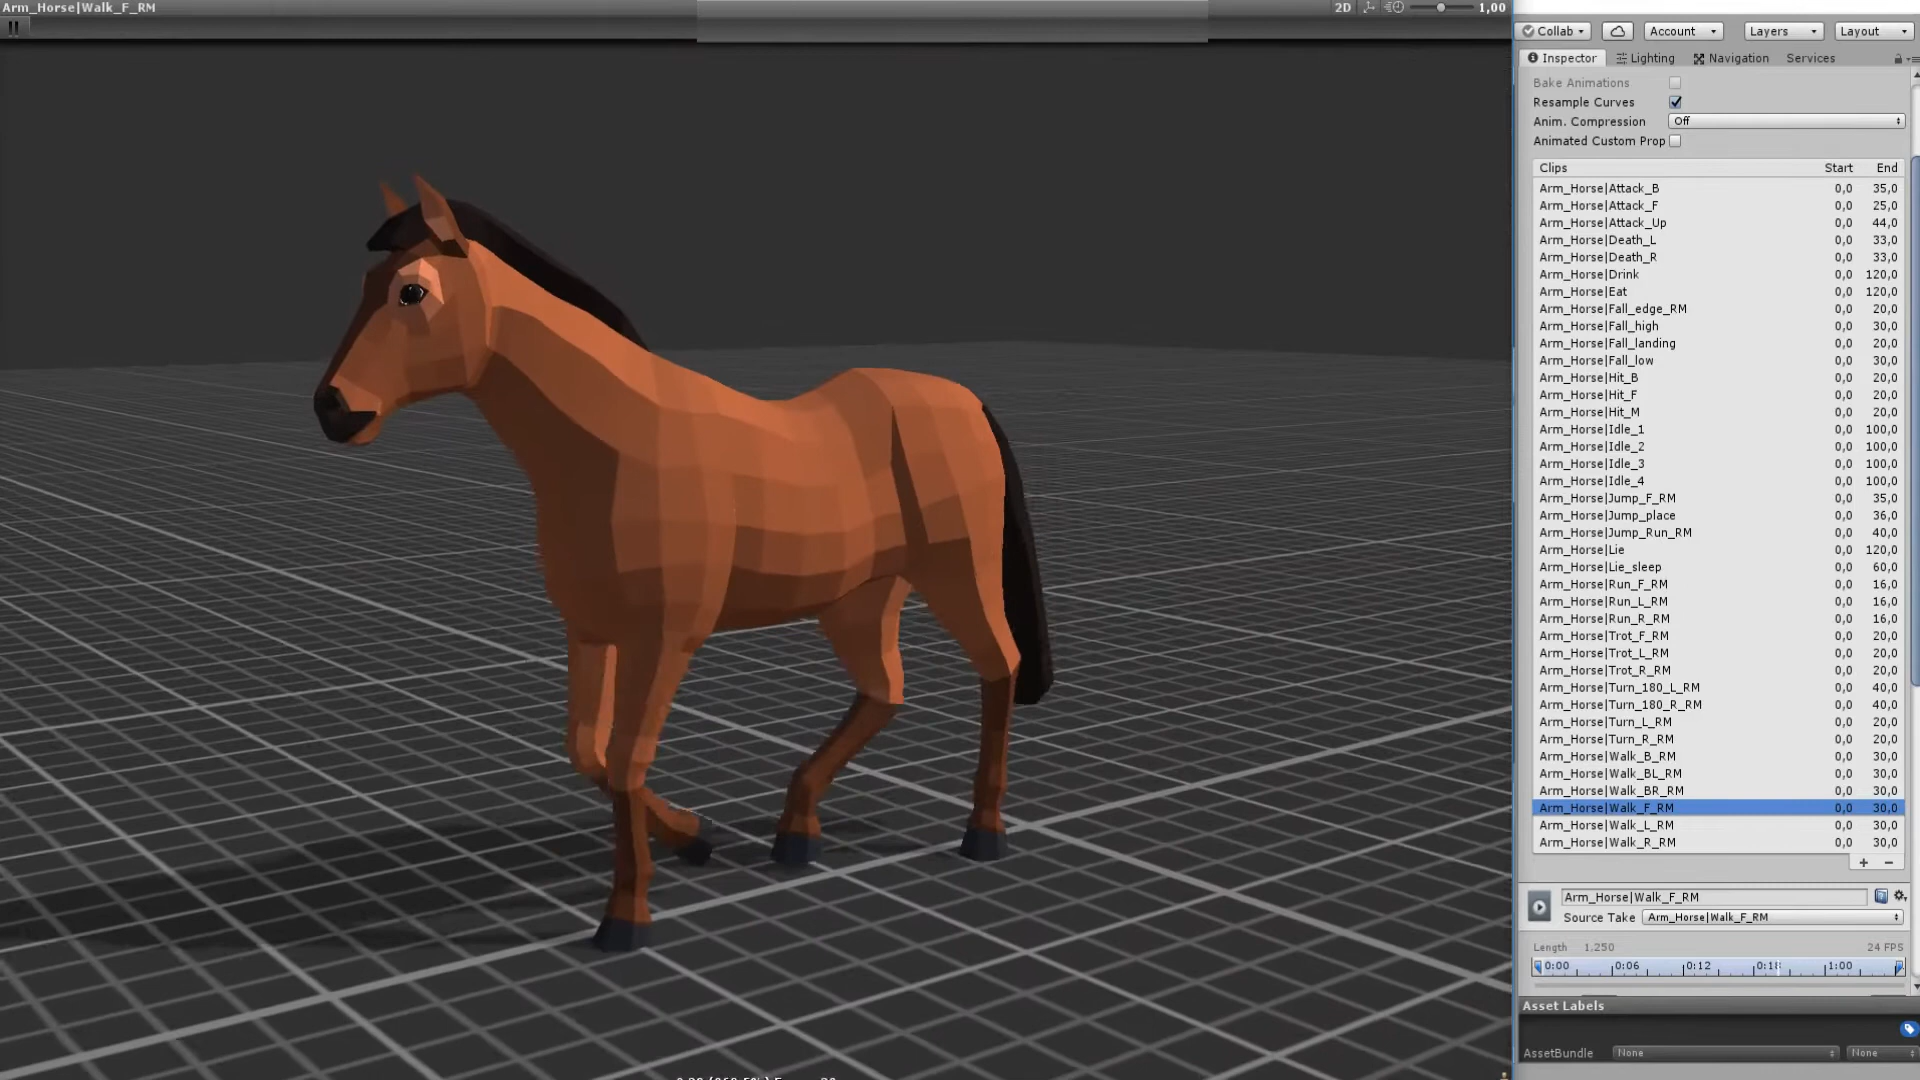 Arm_Horse|Walk_F_RM
2D 1,00
Collab Account Layers Layout
Inspector Lighting Navigation Services
Bake Animations
Resample Curves
Anim. Compression Off
Animated Custom Prop
Clips Start End
Arm_Horse|Attack_B 0,0 35,0
Arm_Horse|Attack_F 0,0 25,0
Arm_Horse|Attack_Up 0,0 44,0
Arm_Horse|Death_L 0,0 33,0
Arm_Horse|Death_R 0,0 33,0
Arm_Horse|Drink 0,0 120,0
Arm_Horse|Eat 0,0 120,0
Arm_Horse|Fall_edge_RM 0,0 20,0
Arm_Horse|Fall_high 0,0 30,0
Arm_Horse|Fall_landing 0,0 20,0
Arm_Horse|Fall_low 0,0 30,0
Arm_Horse|Hit_B 0,0 20,0
Arm_Horse|Hit_F 0,0 20,0
Arm_Horse|Hit_M 0,0 20,0
Arm_Horse|Idle_1 0,0 100,0
Arm_Horse|Idle_2 0,0 100,0
Arm_Horse|Idle_3 0,0 100,0
Arm_Horse|Idle_4 0,0 100,0
Arm_Horse|Jump_F_RM 0,0 35,0
Arm_Horse|Jump_place 0,0 36,0
Arm_Horse|Jump_Run_RM 0,0 40,0
Arm_Horse|Lie 0,0 120,0
Arm_Horse|Lie_sleep 0,0 60,0
Arm_Horse|Run_F_RM 0,0 16,0
Arm_Horse|Run_L_RM 0,0 16,0
Arm_Horse|Run_R_RM 0,0 16,0
Arm_Horse|Trot_F_RM 0,0 20,0
Arm_Horse|Trot_L_RM 0,0 20,0
Arm_Horse|Trot_R_RM 0,0 20,0
Arm_Horse|Turn_180_L_RM 0,0 40,0
Arm_Horse|Turn_180_R_RM 0,0 40,0
Arm_Horse|Turn_L_RM 0,0 20,0
Arm_Horse|Turn_R_RM 0,0 20,0
Arm_Horse|Walk_B_RM 0,0 30,0
Arm_Horse|Walk_BL_RM 0,0 30,0
Arm_Horse|Walk_BR_RM 0,0 30,0
Arm_Horse|Walk_F_RM 0,0 30,0
Arm_Horse|Walk_L_RM 0,0 30,0
Arm_Horse|Walk_R_RM 0,0 30,0
+ −
Arm_Horse|Walk_F_RM
Source Take Arm_Horse|Walk_F_RM
Length 1,250 24 FPS
0:00 0:06 0:12 0:18 1:00
Asset Labels
AssetBundle None None